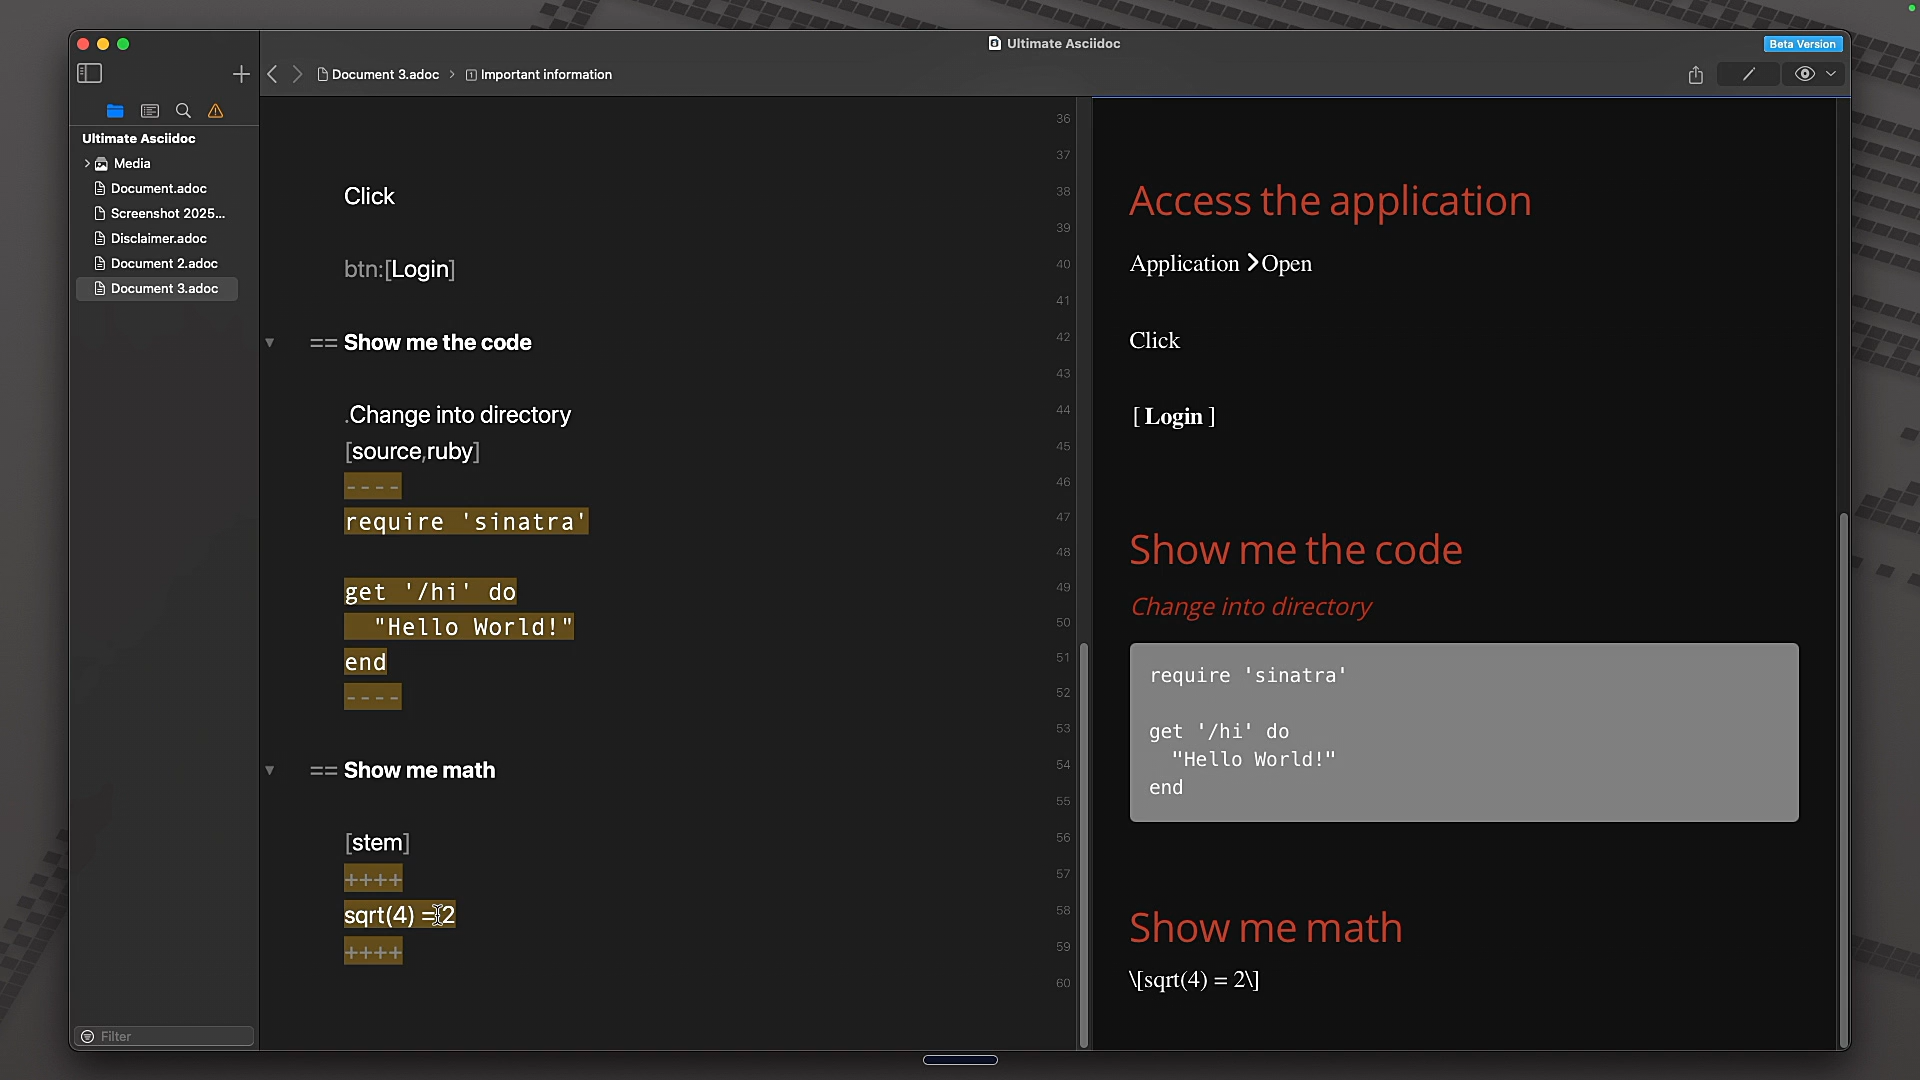 Ultimate Asciidoc
Beta Version
Document 3.adoc > Important information
Ultimate Asciidoc
Media
Document.adoc
Screenshot 2025...
Disclaimer.adoc
Document 2.adoc
Document 3.adoc
Filter
36
37
Click 38
39
btn:[Login] 40
41
== Show me the code 42
43
.Change into directory 44
[source,ruby] 45
---- 46
require 'sinatra' 47
48
get '/hi' do 49
"Hello World!" 50
end 51
---- 52
53
== Show me math 54
55
[stem] 56
++++ 57
sqrt(4) = 2 58
++++ 59
60
Access the application
Application > Open
Click
[ Login ]
Show me the code
Change into directory
require 'sinatra'
get '/hi' do
"Hello World!"
end
Show me math
\[sqrt(4) = 2\]